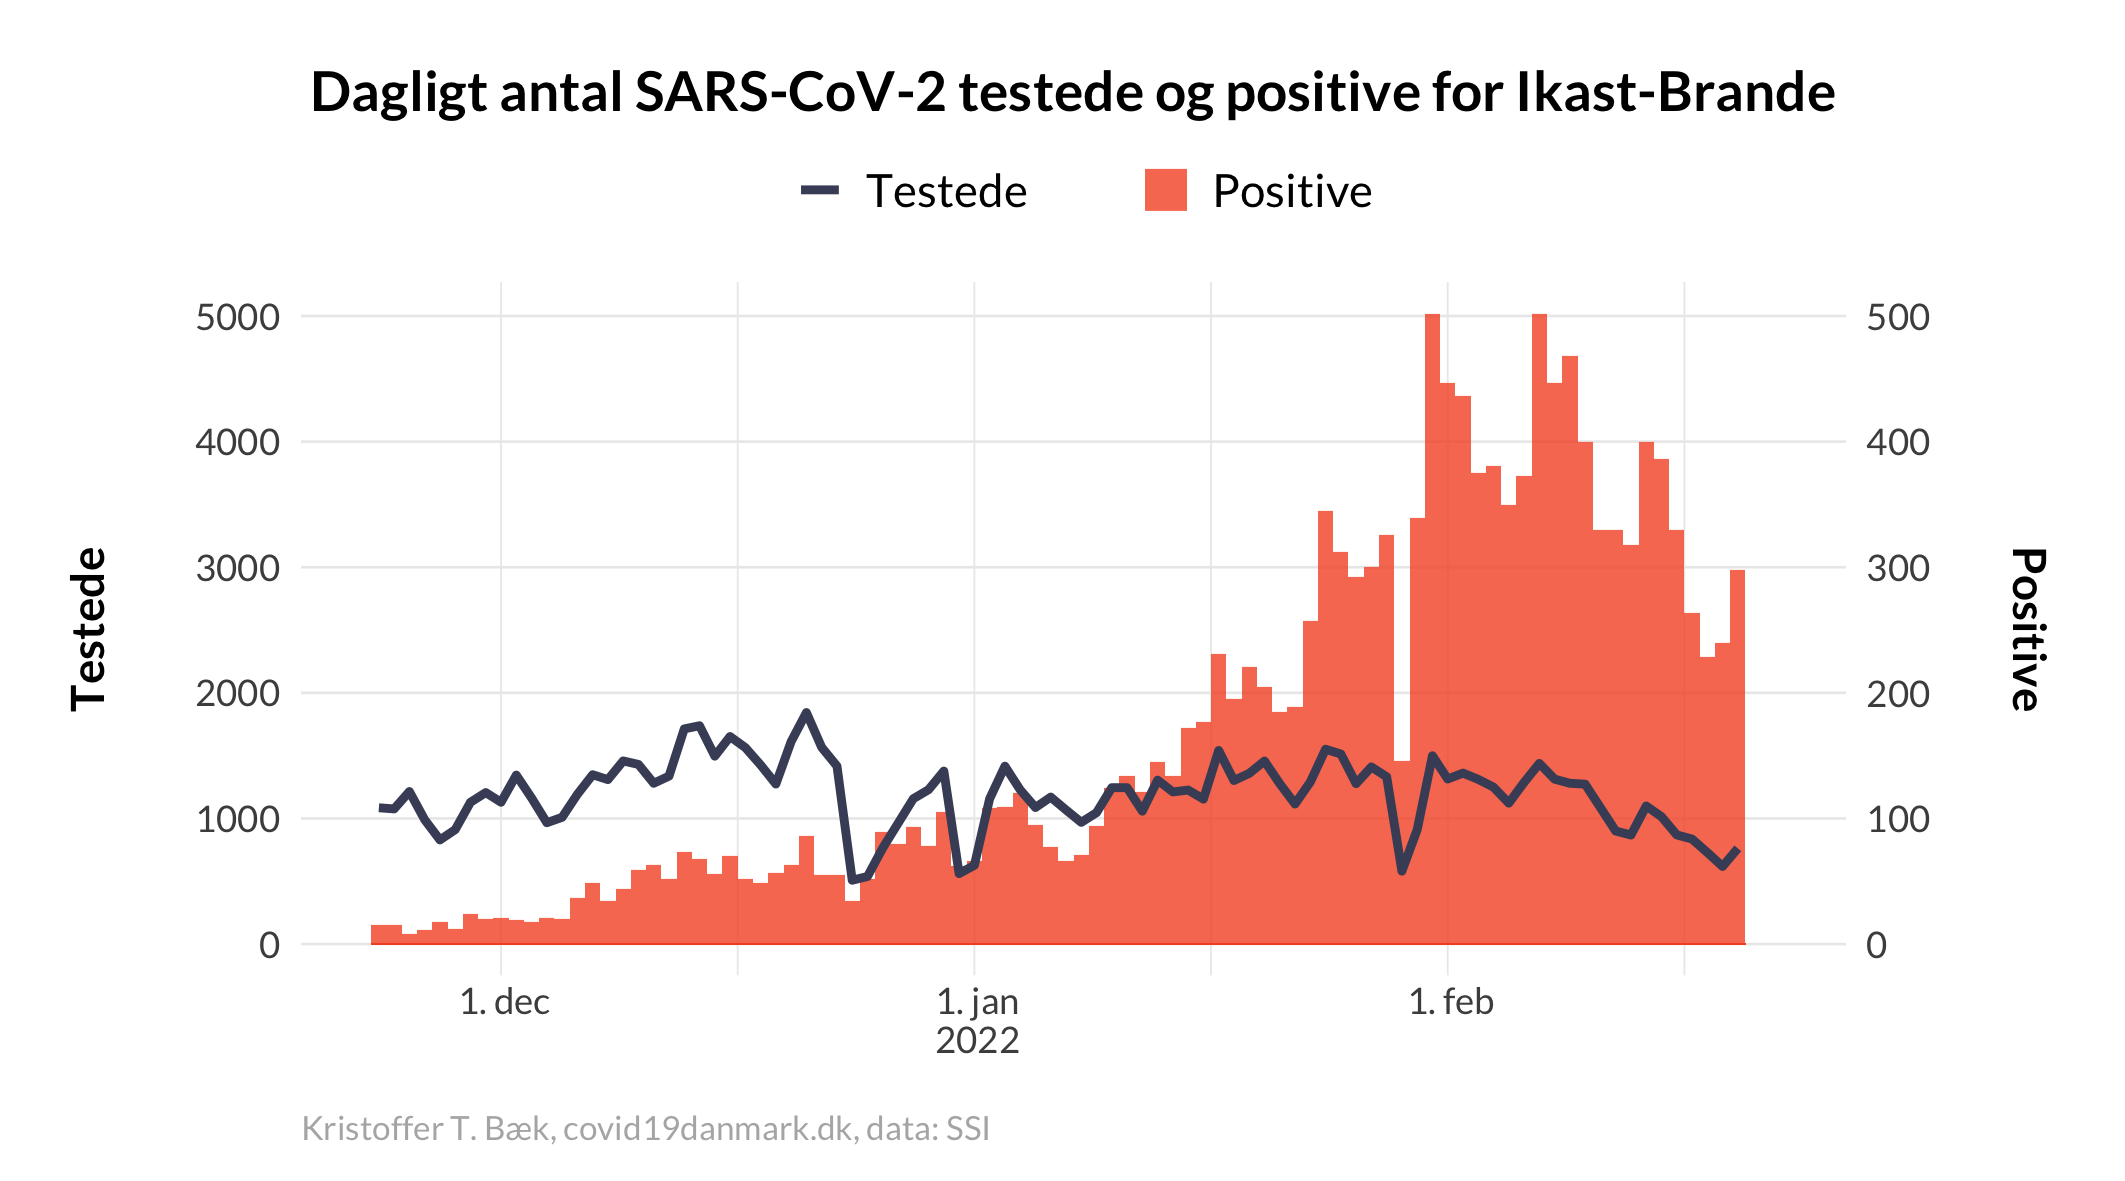 Dagligt antal SARS-CoV-2 testede og positive for Ikast-Brande
Testede Positive
5000 500
4000 400
3000 300
2000 200
1000 100
0 0
Testede
Positive
1. dec 1. jan 1. feb
2022
Kristoffer T. Bæk, covid19danmark.dk, data: SSI